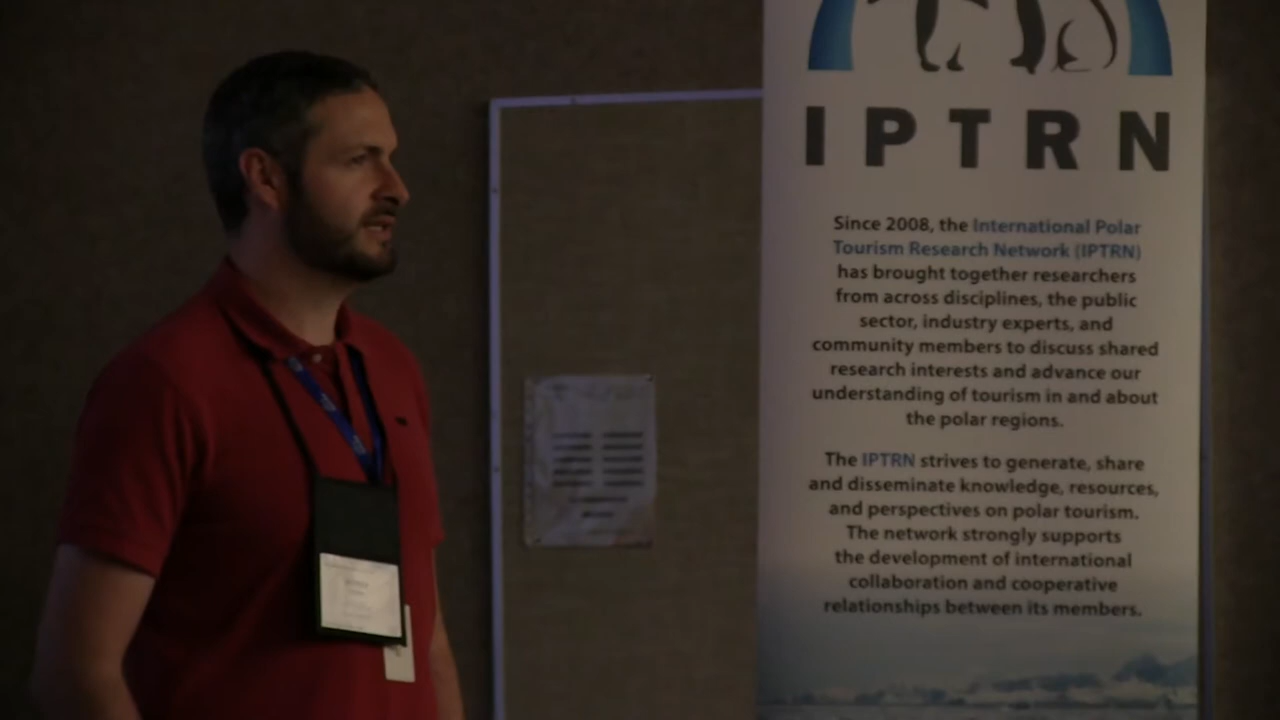 IPTRN
Since 2008, the International Polar
Tourism Research Network (IPTRN)
has brought together researchers
from across disciplines, the public
sector, industry experts, and
community members to discuss shared
research interests and advance our
understanding of tourism in and about
the polar regions.
The IPTRN strives to generate, share
and disseminate knowledge, resources,
and perspectives on polar tourism.
The network strongly supports
the development of international
collaboration and cooperative
relationships between its members.